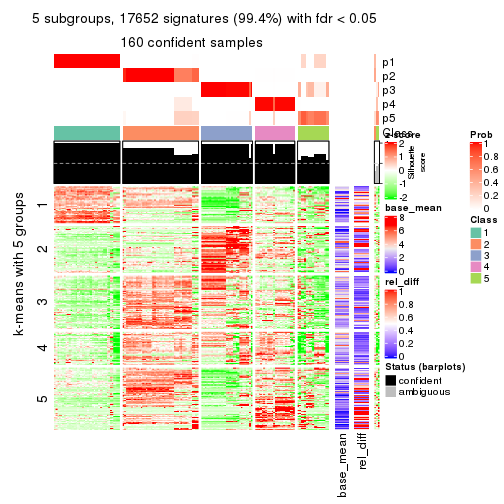 5 subgroups, 17652 signatures (99.4%) with fdr < 0.05
160 confident samples
p1
p2
p3
p4
p5
Class
z-score
2
1
0
-1
-2
Silhouette
score
Prob
1
0.8
0.6
0.4
0.2
0
Class
1
2
3
4
5
base_mean
8
6
4
2
0
rel_diff
1
0.8
0.6
0.4
0.2
0
Status (barplots)
confident
ambiguous
k-means with 5 groups
1
2
3
4
5
base_mean
rel_diff